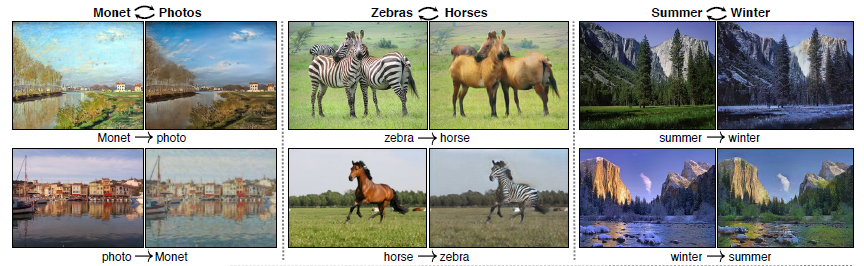 Monet ⇄ Photos
Zebras ⇄ Horses
Summer ⇄ Winter
Monet → photo
zebra → horse
summer → winter
photo → Monet
horse → zebra
winter → summer